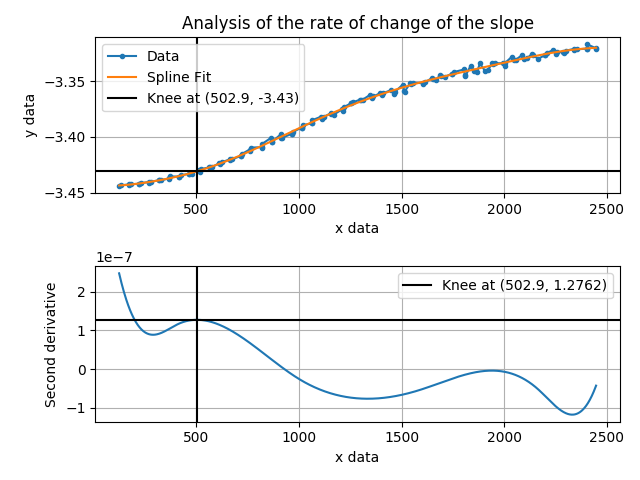 Analysis of the rate of change of the slope
Data
Spline Fit
Knee at (502.9, -3.43)
y data
−3.35
−3.40
−3.45
500
1000
1500
2000
2500
x data
1e−7
Knee at (502.9, 1.2762)
Second derivative
2
1
0
−1
500
1000
1500
2000
2500
x data